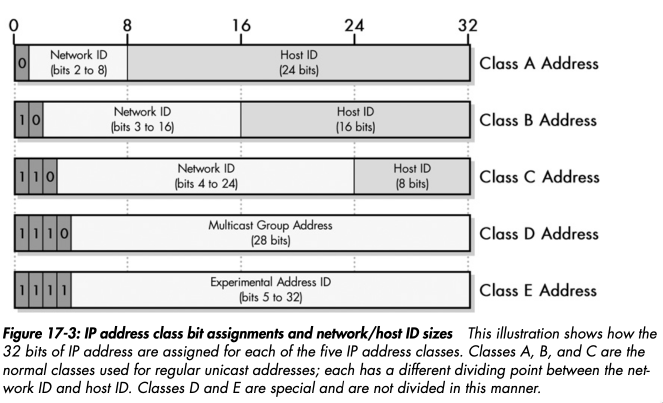 0 8 16 24 32
0 Network ID Host ID Class A Address
(bits 2 to 8) (24 bits)
1 0 Network ID Host ID Class B Address
(bits 3 to 16) (16 bits)
1 1 0 Network ID Host ID Class C Address
(bits 4 to 24) (8 bits)
1 1 1 0 Multicast Group Address Class D Address
(28 bits)
1 1 1 1 Experimental Address ID Class E Address
(bits 5 to 32)
Figure 17-3: IP address class bit assignments and network/host ID sizes This illustration shows how the
32 bits of IP address are assigned for each of the five IP address classes. Classes A, B, and C are the
normal classes used for regular unicast addresses; each has a different dividing point between the net-
work ID and host ID. Classes D and E are special and are not divided in this manner.